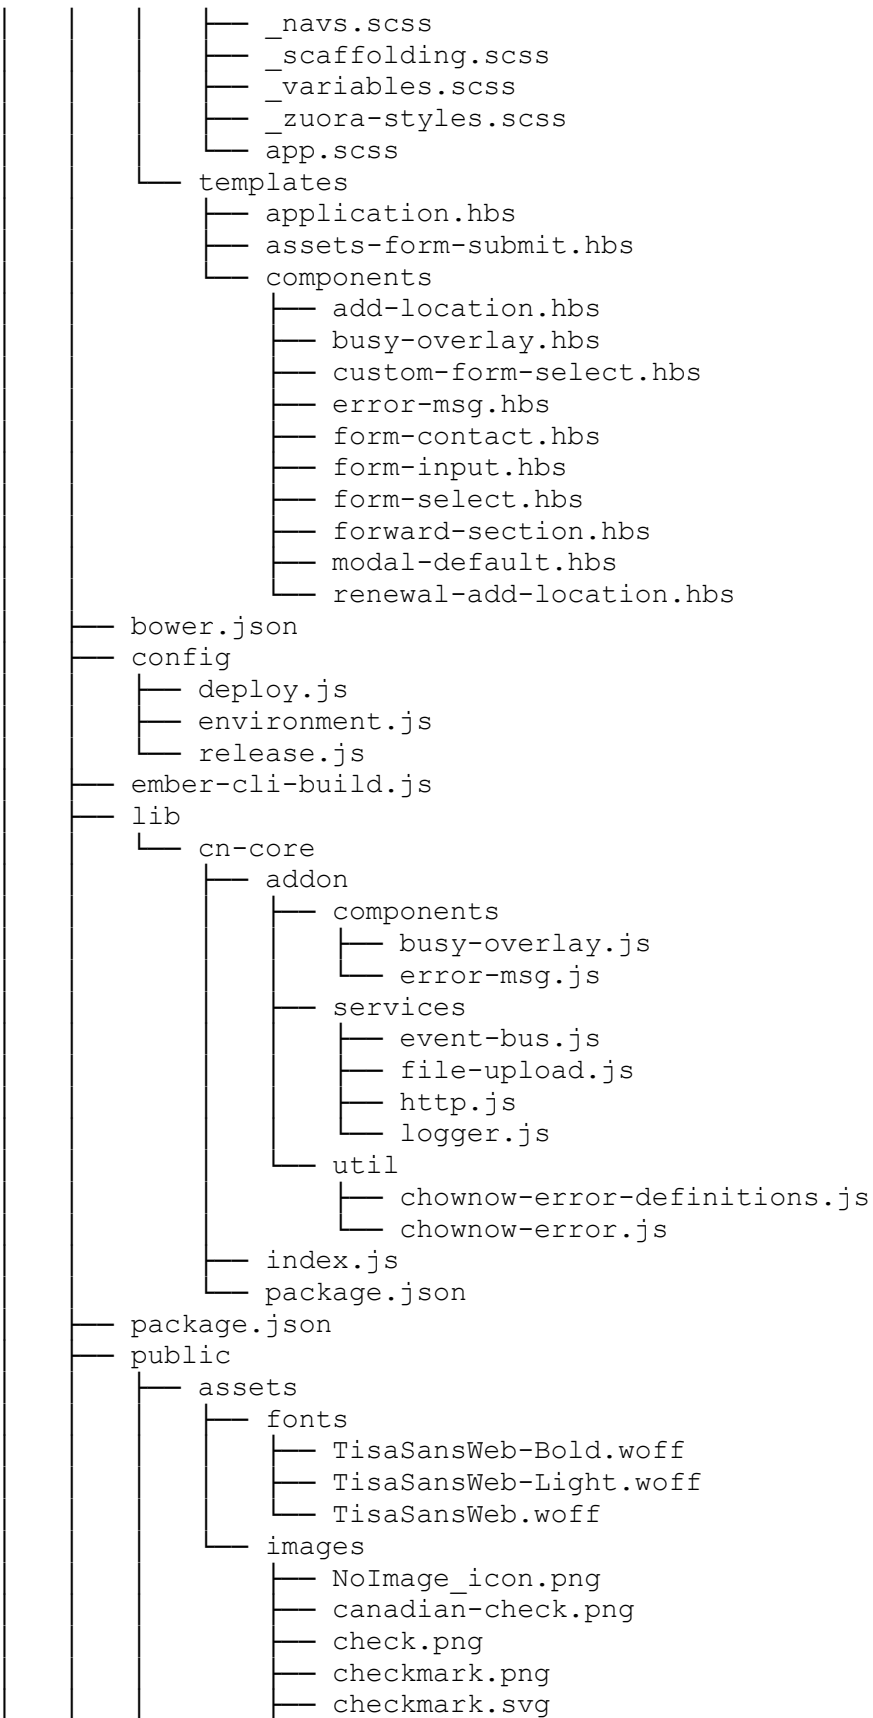 │   │   │   ├── _navs.scss
│   │   │   ├── _scaffolding.scss
│   │   │   ├── _variables.scss
│   │   │   ├── _zuora-styles.scss
│   │   │   └── app.scss
│   │   └── templates
│   │       ├── application.hbs
│   │       ├── assets-form-submit.hbs
│   │       └── components
│   │           ├── add-location.hbs
│   │           ├── busy-overlay.hbs
│   │           ├── custom-form-select.hbs
│   │           ├── error-msg.hbs
│   │           ├── form-contact.hbs
│   │           ├── form-input.hbs
│   │           ├── form-select.hbs
│   │           ├── forward-section.hbs
│   │           ├── modal-default.hbs
│   │           └── renewal-add-location.hbs
│   ├── bower.json
│   ├── config
│   │   ├── deploy.js
│   │   ├── environment.js
│   │   └── release.js
│   ├── ember-cli-build.js
│   ├── lib
│   │   └── cn-core
│   │       ├── addon
│   │       │   ├── components
│   │       │   │   ├── busy-overlay.js
│   │       │   │   └── error-msg.js
│   │       │   ├── services
│   │       │   │   ├── event-bus.js
│   │       │   │   ├── file-upload.js
│   │       │   │   ├── http.js
│   │       │   │   └── logger.js
│   │       │   └── util
│   │       │       ├── chownow-error-definitions.js
│   │       │       └── chownow-error.js
│   │       ├── index.js
│   │       └── package.json
│   ├── package.json
│   ├── public
│   │   ├── assets
│   │   │   ├── fonts
│   │   │   │   ├── TisaSansWeb-Bold.woff
│   │   │   │   ├── TisaSansWeb-Light.woff
│   │   │   │   └── TisaSansWeb.woff
│   │   │   └── images
│   │   │       ├── NoImage_icon.png
│   │   │       ├── canadian-check.png
│   │   │       ├── check.png
│   │   │       ├── checkmark.png
│   │   │       ├── checkmark.svg